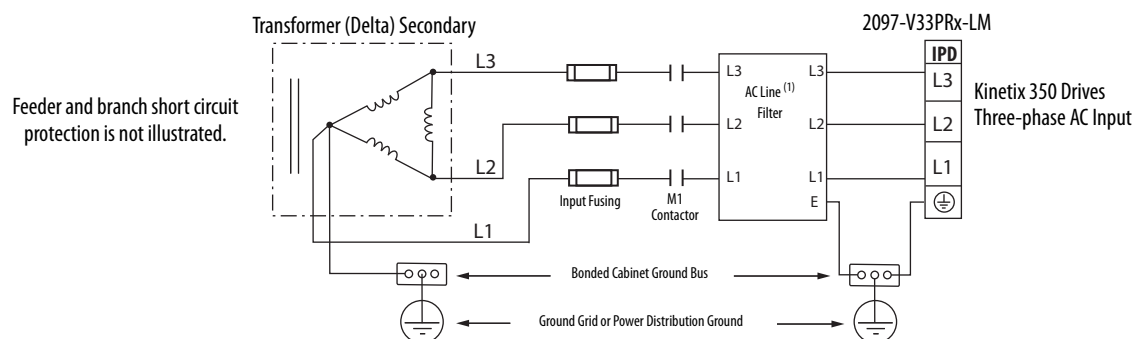 Transformer (Delta) Secondary
2097-V33PRx-LM
Feeder and branch short circuit
protection is not illustrated.
L3
L2
L1
Input Fusing
M1
Contactor
L3
L2
L1
AC Line (1)
Filter
L3
L2
L1
E
IPD
L3
L2
L1
Kinetix 350 Drives
Three-phase AC Input
Bonded Cabinet Ground Bus
Ground Grid or Power Distribution Ground